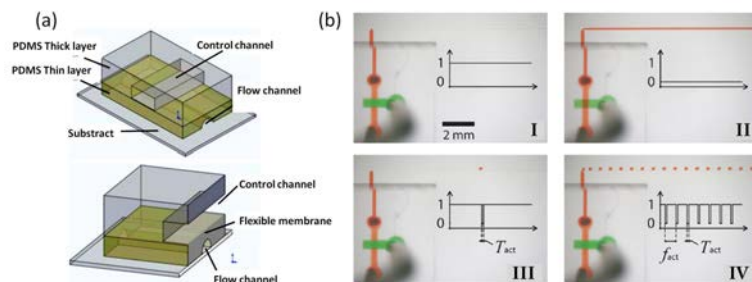 (a)
PDMS Thick layer
PDMS Thin layer
Control channel
Flow channel
Substract
Control channel
Flexible membrane
Flow channel
(b)
1
0
2 mm
I
1
0
II
1
0
Tact
III
1
0
fact
Tact
IV